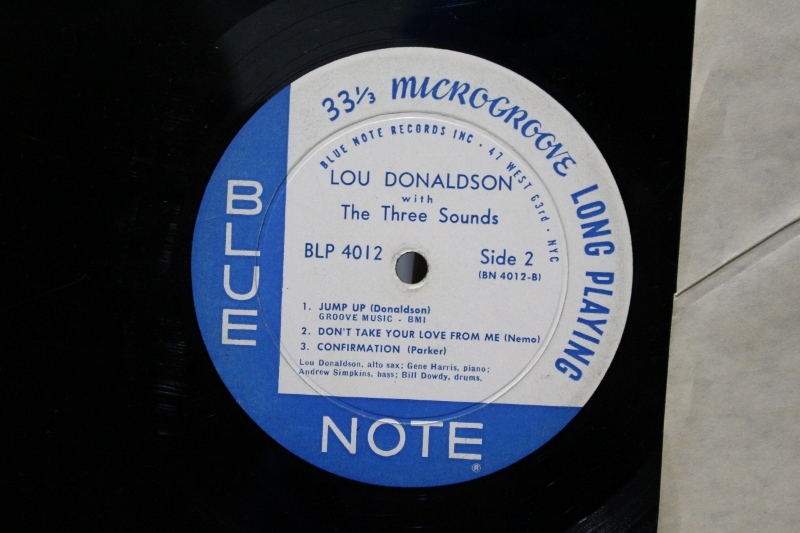 33⅓ MICROGROOVE LONG PLAYING
BLUE NOTE RECORDS INC · 47 WEST 63rd · NYC
LOU DONALDSON
with
The Three Sounds
BLP 4012
Side 2
(BN 4012-B)
1. JUMP UP (Donaldson)
GROOVE MUSIC - BMI
2. DON'T TAKE YOUR LOVE FROM ME (Nemo)
3. CONFIRMATION (Parker)
Lou Donaldson, alto sax; Gene Harris, piano;
Andrew Simpkins, bass; Bill Dowdy, drums.
BLUE
NOTE
®